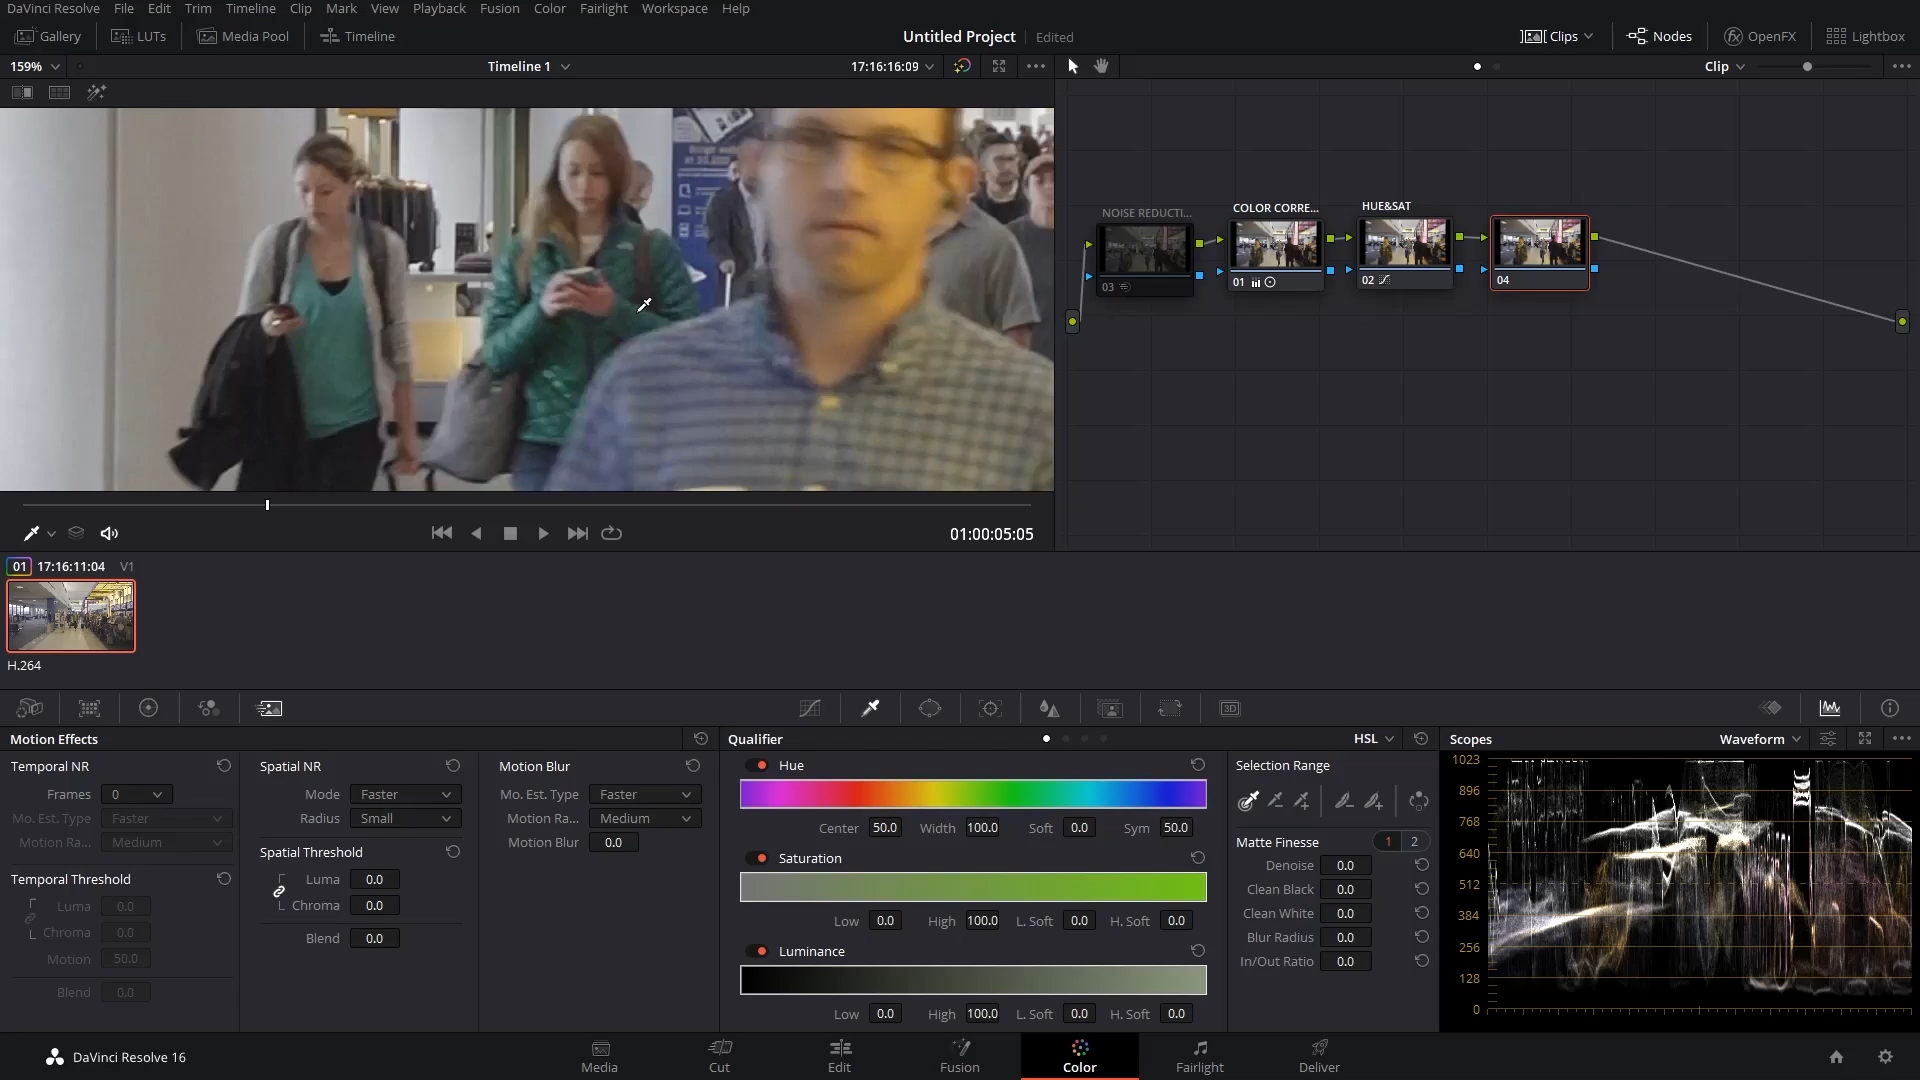 DaVinci Resolve File Edit Trim Timeline Clip Mark View Playback Fusion Color Fairlight Workspace Help
Gallery LUTs Media Pool Timeline Untitled Project Edited Clips Nodes OpenFX Lightbox
159% Timeline 1 17:16:16:09 Clip
NOISE REDUCTI... COLOR CORRE... HUE&SAT
03 01 02 04
01:00:05:05
01 17:16:11:04 V1
H.264
3D
Motion Effects Qualifier HSL Scopes Waveform
Temporal NR Spatial NR Motion Blur Hue Selection Range 1023
Frames 0 Mode Faster Mo. Est. Type Faster 896
Mo. Est. Type Faster Radius Small Motion Ra... Medium Center 50.0 Width 100.0 Soft 0.0 Sym 50.0 768
Motion Ra... Medium Spatial Threshold Motion Blur 0.0 Saturation Matte Finesse 1 2 640
Temporal Threshold Luma 0.0 Denoise 0.0 512
Luma 0.0 Chroma 0.0 Low 0.0 High 100.0 L. Soft 0.0 H. Soft 0.0 Clean Black 0.0 384
Chroma 0.0 Blend 0.0 Luminance Clean White 0.0 256
Motion 50.0 Blur Radius 0.0 128
Blend 0.0 Low 0.0 High 100.0 L. Soft 0.0 H. Soft 0.0 In/Out Ratio 0.0 0
DaVinci Resolve 16 Media Cut Edit Fusion Color Fairlight Deliver